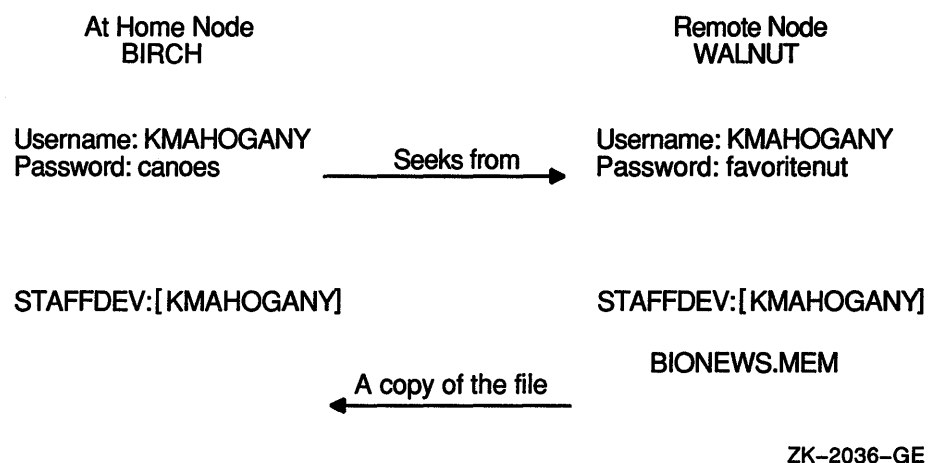 At Home Node
BIRCH
Remote Node
WALNUT
Username: KMAHOGANY
Password: canoes
Seeks from
Username: KMAHOGANY
Password: favoritenut
STAFFDEV:[KMAHOGANY]
STAFFDEV:[KMAHOGANY]
BIONEWS.MEM
A copy of the file
ZK-2036-GE